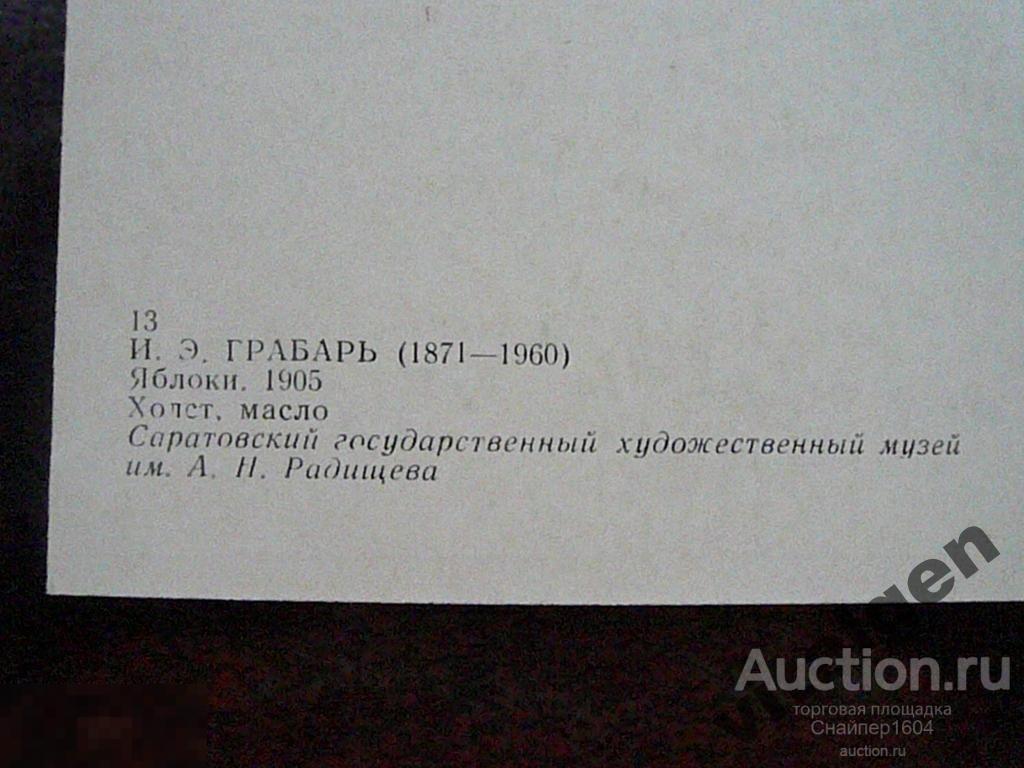 13
И. Э. ГРАБАРЬ (1871—1960)
Яблоки. 1905
Холст, масло
Саратовский государственный художественный музей
им. А. Н. Радищева
Auction.ru
торговая площадка
Снайпер1604
auction.ru